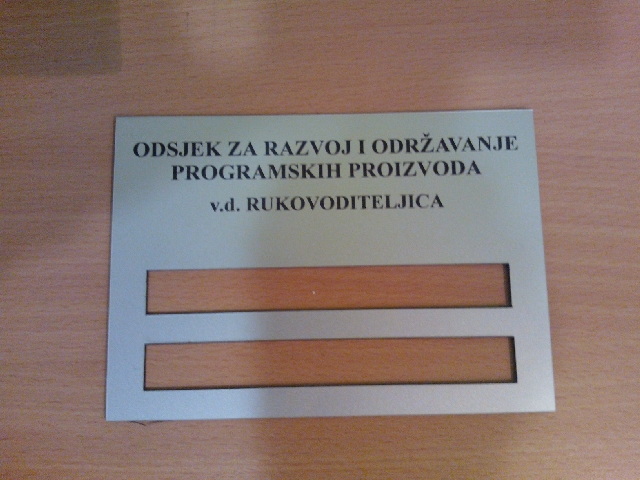 ODSJEK ZA RAZVOJ I ODRŽAVANJE
PROGRAMSKIH PROIZVODA
v.d. RUKOVODITELJICA